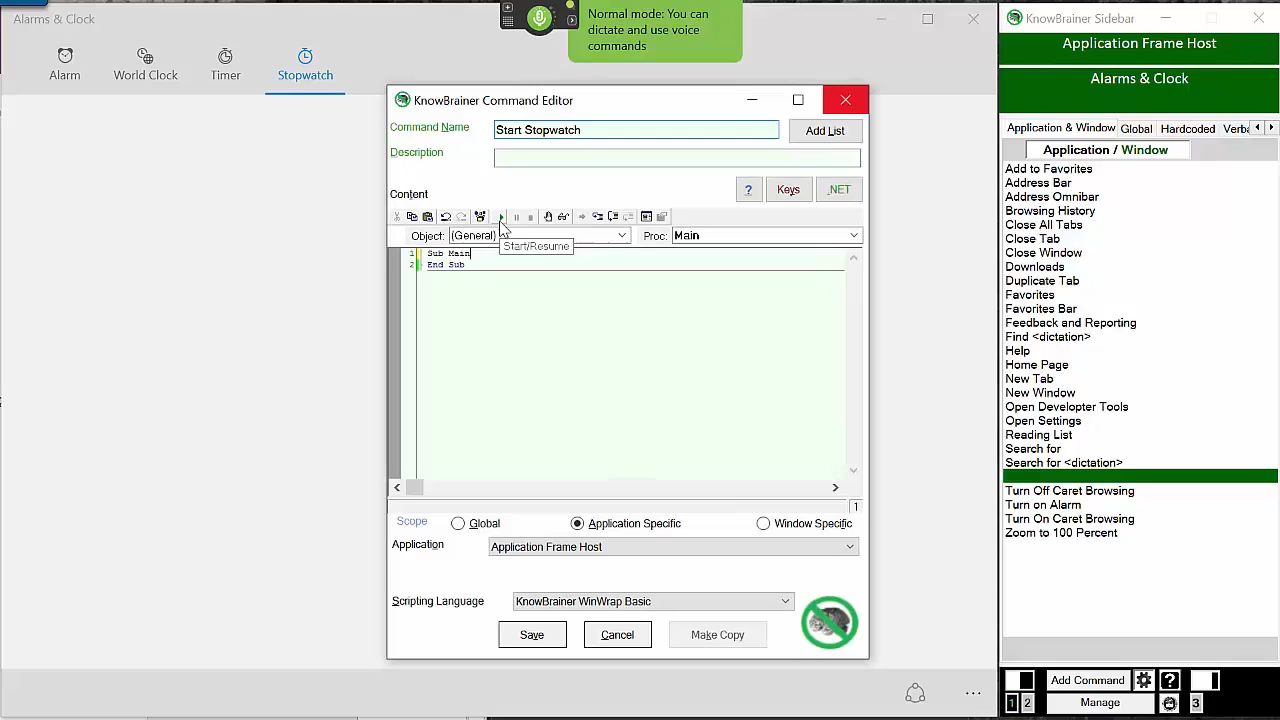 Alarms & Clock
Alarm
World Clock
Timer
Stopwatch
Normal mode: You can
dictate and use voice
commands
KnowBrainer Command Editor
Command Name
Start Stopwatch
Add List
Description
Content
?
Keys
.NET
Object:
(General)
Proc:
Main
Start/Resume
1
Sub Main
2
End Sub
1
Scope
Global
Application Specific
Window Specific
Application
Application Frame Host
Scripting Language
KnowBrainer WinWrap Basic
Save
Cancel
Make Copy
KnowBrainer Sidebar
Application Frame Host
Alarms & Clock
Application & Window
Global
Hardcoded
Verba
Application / Window
Add to Favorites
Address Bar
Address Omnibar
Browsing History
Close All Tabs
Close Tab
Close Window
Downloads
Duplicate Tab
Favorites
Favorites Bar
Feedback and Reporting
Find <dictation>
Help
Home Page
New Tab
New Window
Open Developer Tools
Open Settings
Reading List
Search for
Search for <dictation>
Turn Off Caret Browsing
Turn on Alarm
Turn On Caret Browsing
Zoom to 100 Percent
Add Command
?
1
2
Manage
3